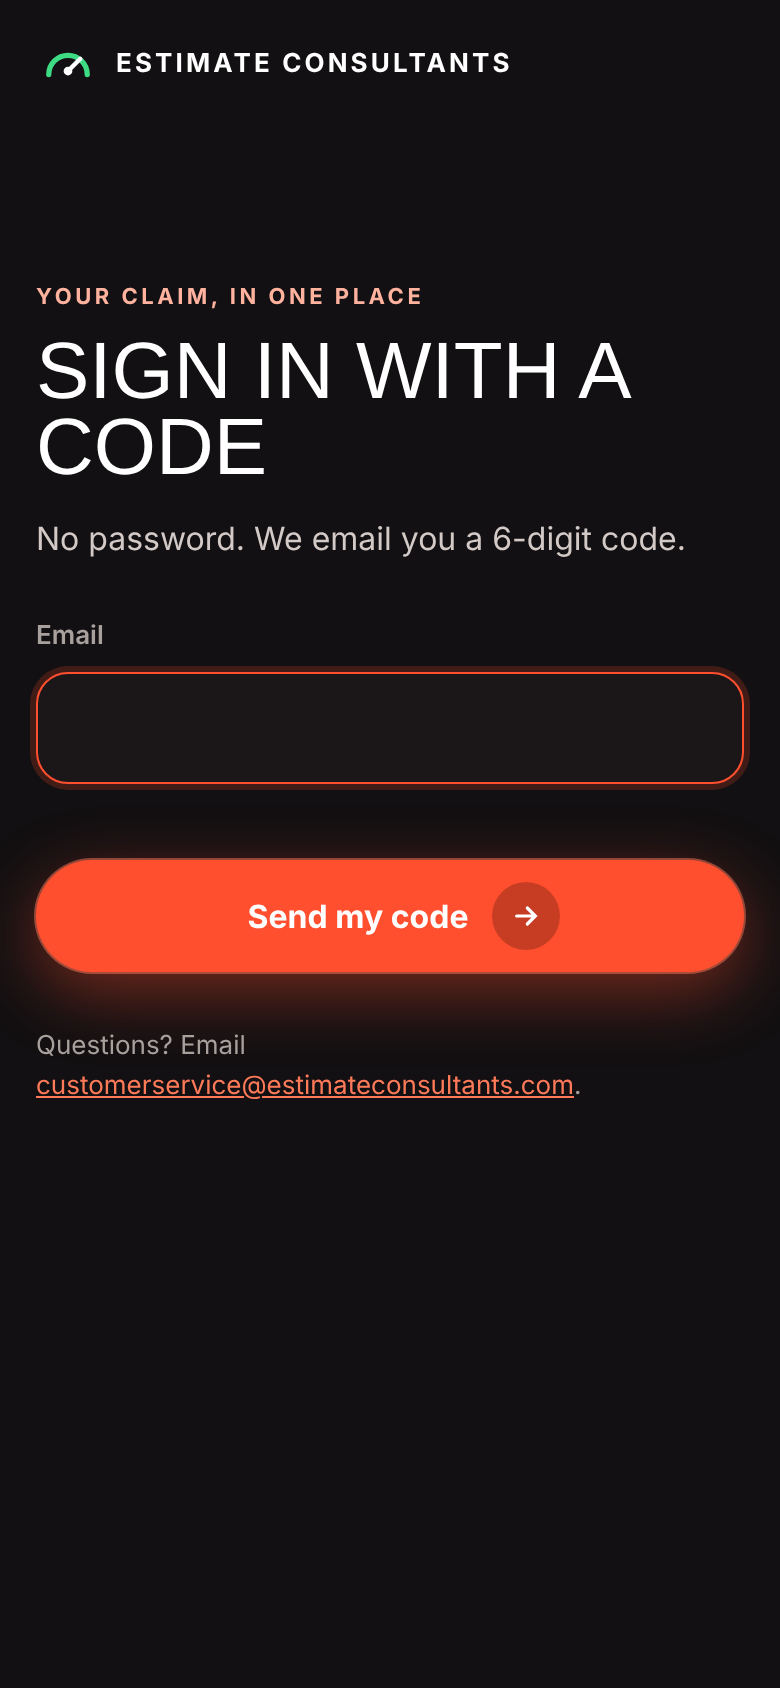 ESTIMATE CONSULTANTS
YOUR CLAIM, IN ONE PLACE
SIGN IN WITH A
CODE
No password. We email you a 6-digit code.
Email
Send my code
Questions? Email
customerservice@estimateconsultants.com.